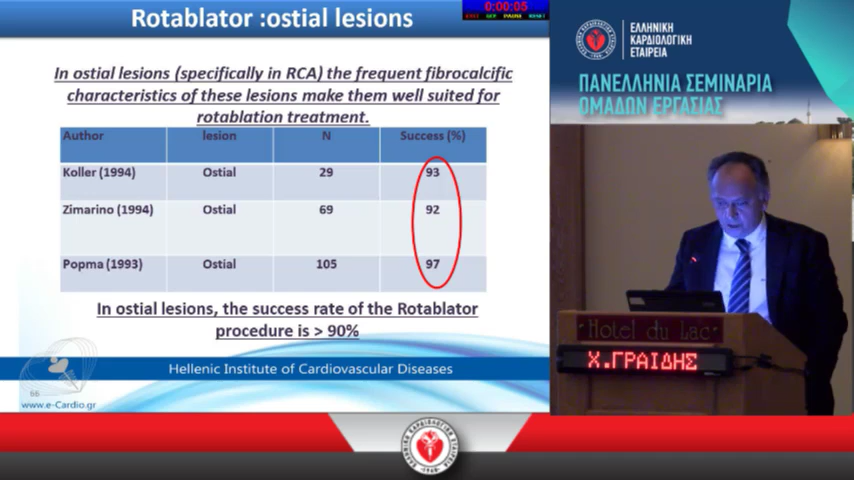 Rotablator :ostial lesions
0:00:05
In ostial lesions (specifically in RCA) the frequent fibrocalcific
characteristics of these lesions make them well suited for
rotablation treatment.
Author lesion N Success (%)
Koller (1994) Ostial 29 93
Zimarino (1994) Ostial 69 92
Popma (1993) Ostial 105 97
In ostial lesions, the success rate of the Rotablator
procedure is > 90%
Hellenic Institute of Cardiovascular Diseases
66
www.e-Cardio.gr
ΕΛΛΗΝΙΚΗ
ΚΑΡΔΙΟΛΟΓΙΚΗ
ΕΤΑΙΡΕΙΑ
ΠΑΝΕΛΛΗΝΙΑ ΣΕΜΙΝΑΡΙΑ
ΟΜΑΔΩΝ ΕΡΓΑΣΙΑΣ
Hotel du Lac
Χ.ΓΡΑΙΔΗΣ